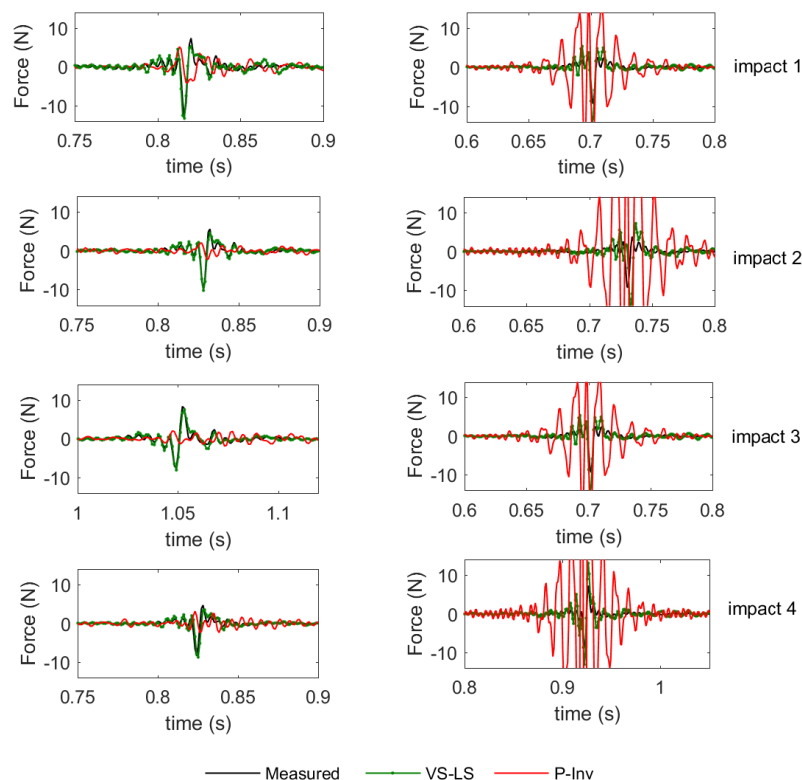 Force (N)
10
0
-10
0.75 0.8 0.85 0.9
time (s)
Force (N)
10
0
-10
0.6 0.65 0.7 0.75 0.8
time (s)
impact 1
Force (N)
10
0
-10
0.75 0.8 0.85 0.9
time (s)
Force (N)
10
0
-10
0.6 0.65 0.7 0.75 0.8
time (s)
impact 2
Force (N)
10
0
-10
1 1.05 1.1
time (s)
Force (N)
10
0
-10
0.6 0.65 0.7 0.75 0.8
time (s)
impact 3
Force (N)
10
0
-10
0.75 0.8 0.85 0.9
time (s)
Force (N)
10
0
-10
0.8 0.9 1
time (s)
impact 4
Measured VS-LS P-Inv